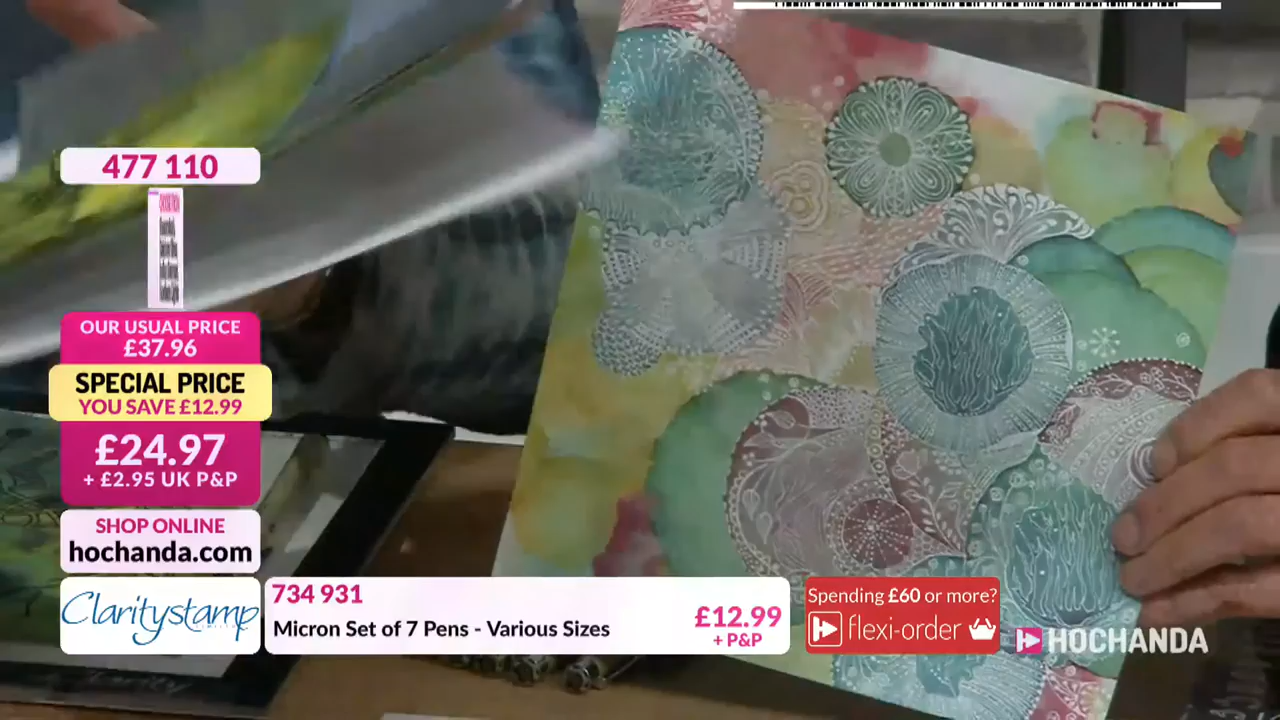 477 110
OUR USUAL PRICE
£37.96
SPECIAL PRICE
YOU SAVE £12.99
£24.97
+ £2.95 UK P&P
SHOP ONLINE
hochanda.com
Claritystamp
734 931
Micron Set of 7 Pens - Various Sizes
£12.99
+ P&P
Spending £60 or more?
flexi-order
HOCHANDA